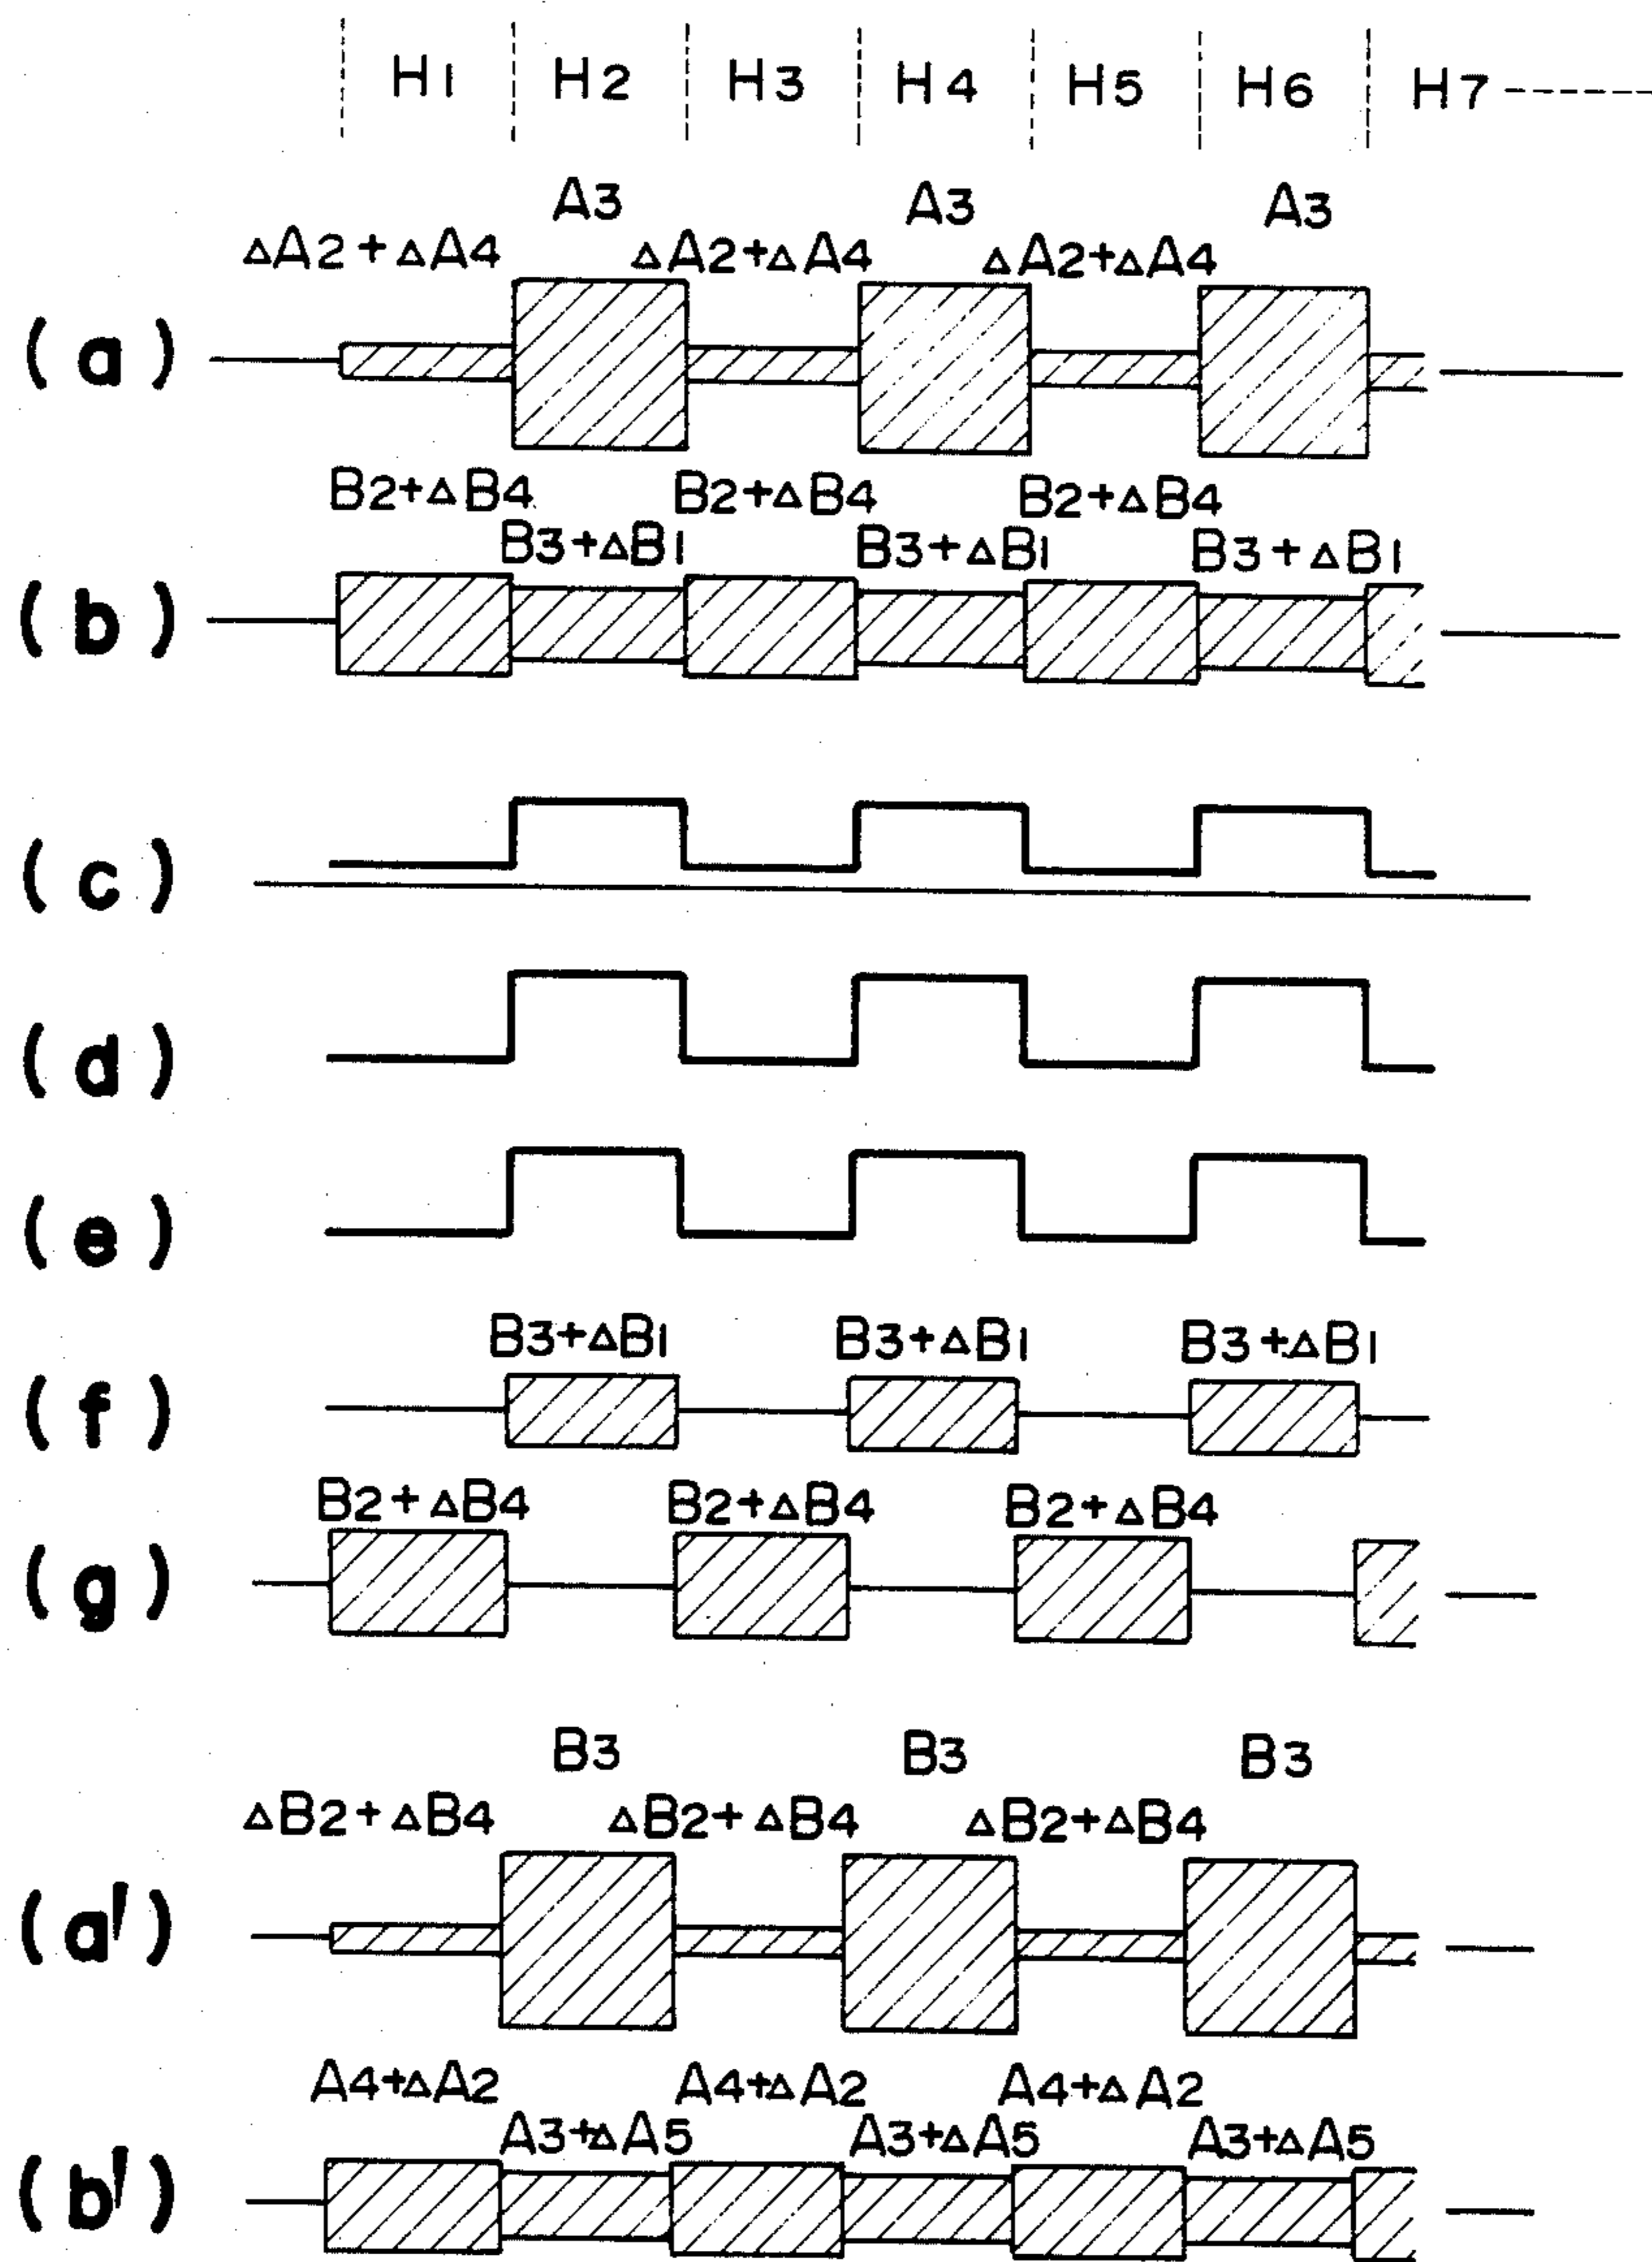 H1 H2 H3 H4 H5 H6 H7
A3 A3 A3
ΔA2+ΔA4 ΔA2+ΔA4 ΔA2+ΔA4
(a)
B2+ΔB4 B2+ΔB4 B2+ΔB4
B3+ΔB1 B3+ΔB1 B3+ΔB1
(b)
(c)
(d)
(e)
B3+ΔB1 B3+ΔB1 B3+ΔB1
(f)
B2+ΔB4 B2+ΔB4 B2+ΔB4
(g)
B3 B3 B3
ΔB2+ΔB4 ΔB2+ΔB4 ΔB2+ΔB4
(a')
A4+ΔA2 A4+ΔA2 A4+ΔA2
A3+ΔA5 A3+ΔA5 A3+ΔA5
(b')